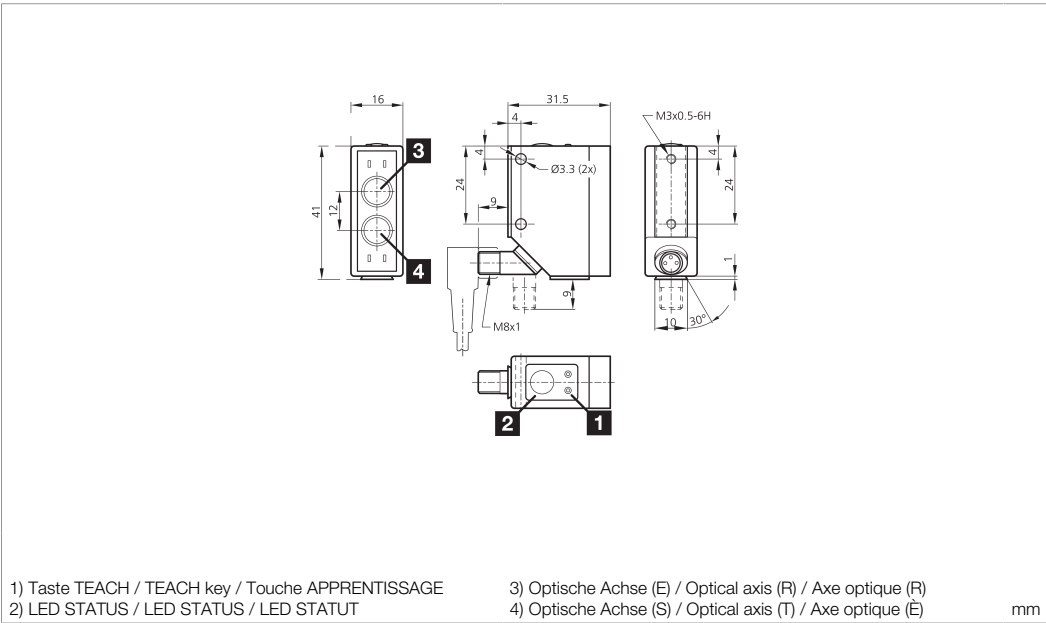 16
3
4
41
12
31.5
4
4
24
Ø3.3 (2x)
9
9
M8x1
M3x0.5-6H
4
24
1
10
30°
2
1
1) Taste TEACH / TEACH key / Touche APPRENTISSAGE
2) LED STATUS / LED STATUS / LED STATUT
3) Optische Achse (E) / Optical axis (R) / Axe optique (R)
4) Optische Achse (S) / Optical axis (T) / Axe optique (È)
mm